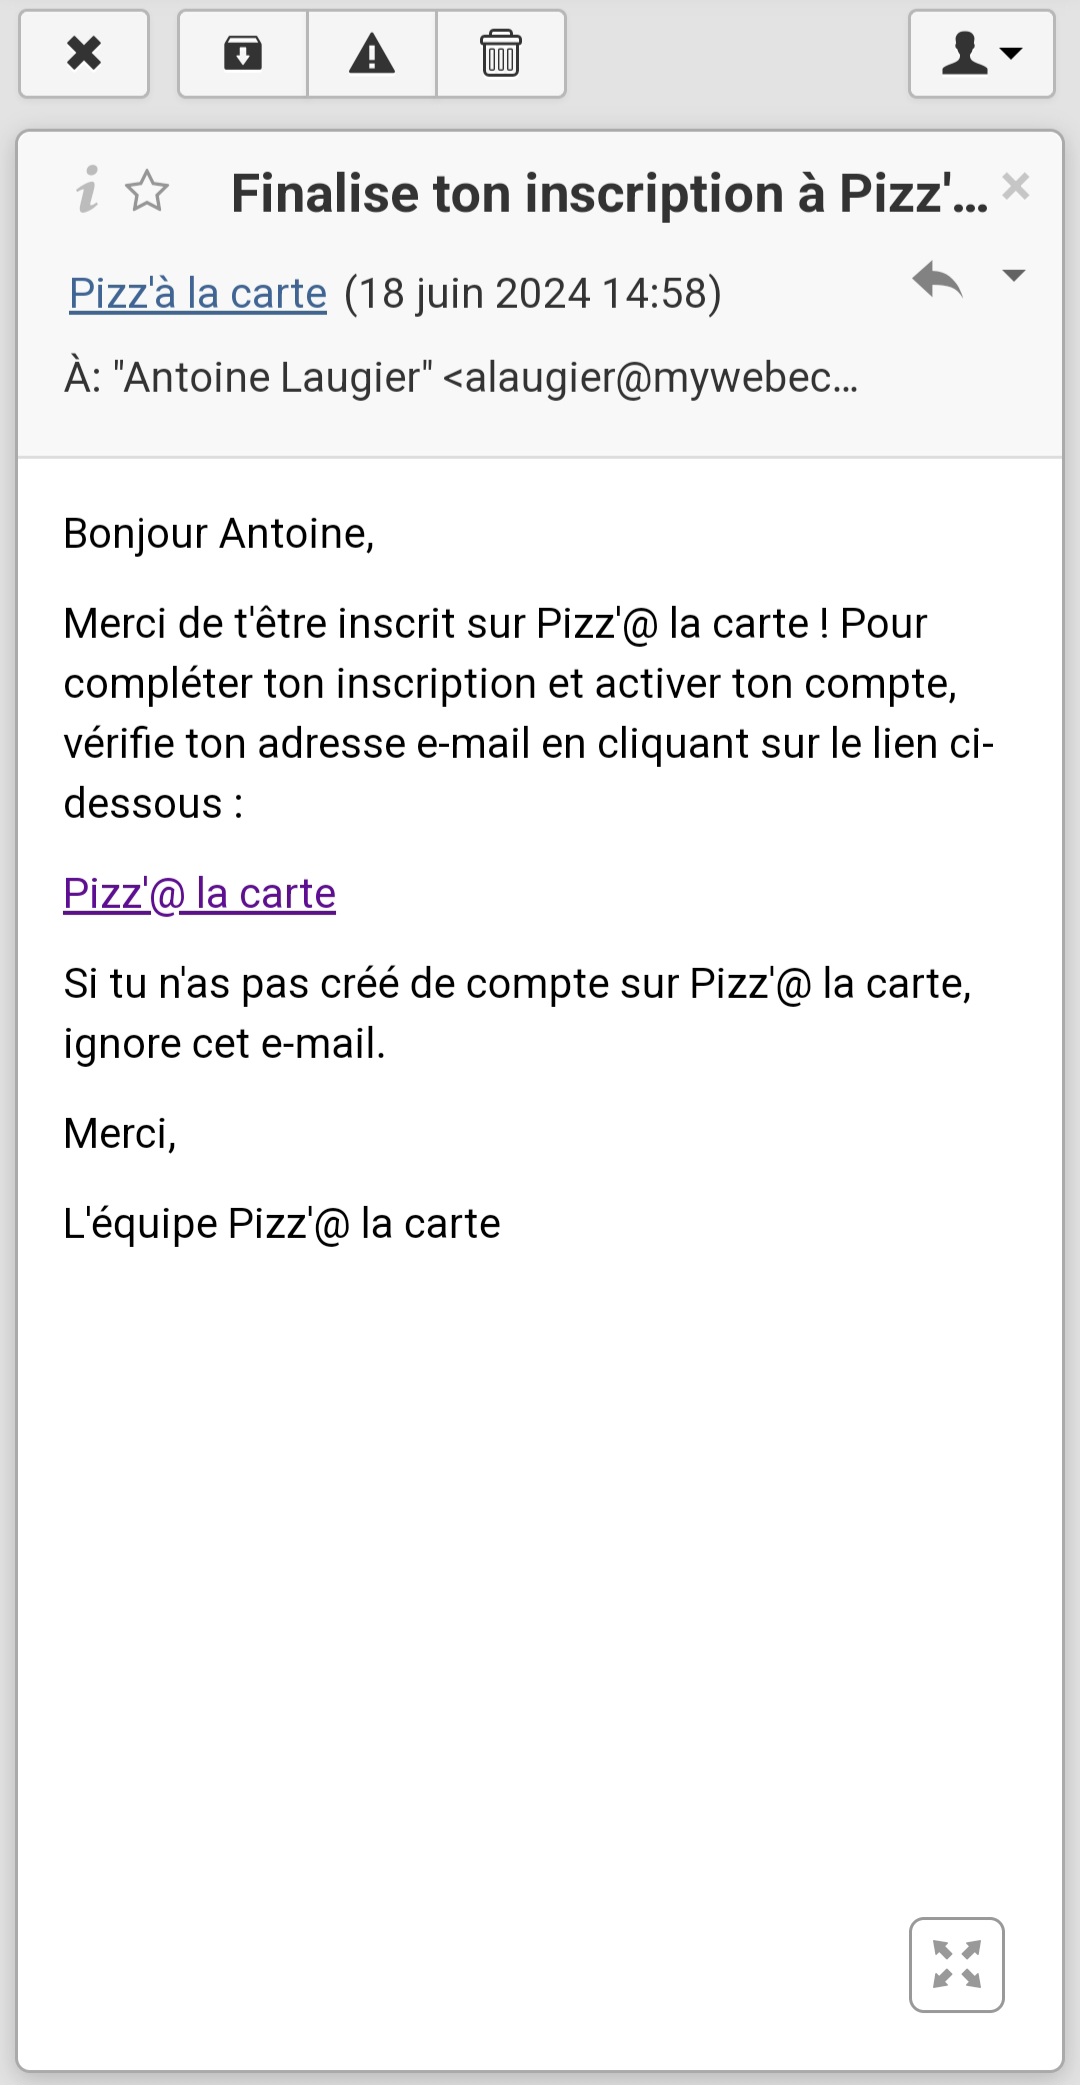 Finalise ton inscription à Pizz'...
Pizz'à la carte (18 juin 2024 14:58)
À: "Antoine Laugier" <alaugier@mywebec...
Bonjour Antoine,
Merci de t'être inscrit sur Pizz'@ la carte ! Pour
compléter ton inscription et activer ton compte,
vérifie ton adresse e-mail en cliquant sur le lien ci-
dessous :
Pizz'@ la carte
Si tu n'as pas créé de compte sur Pizz'@ la carte,
ignore cet e-mail.
Merci,
L'équipe Pizz'@ la carte